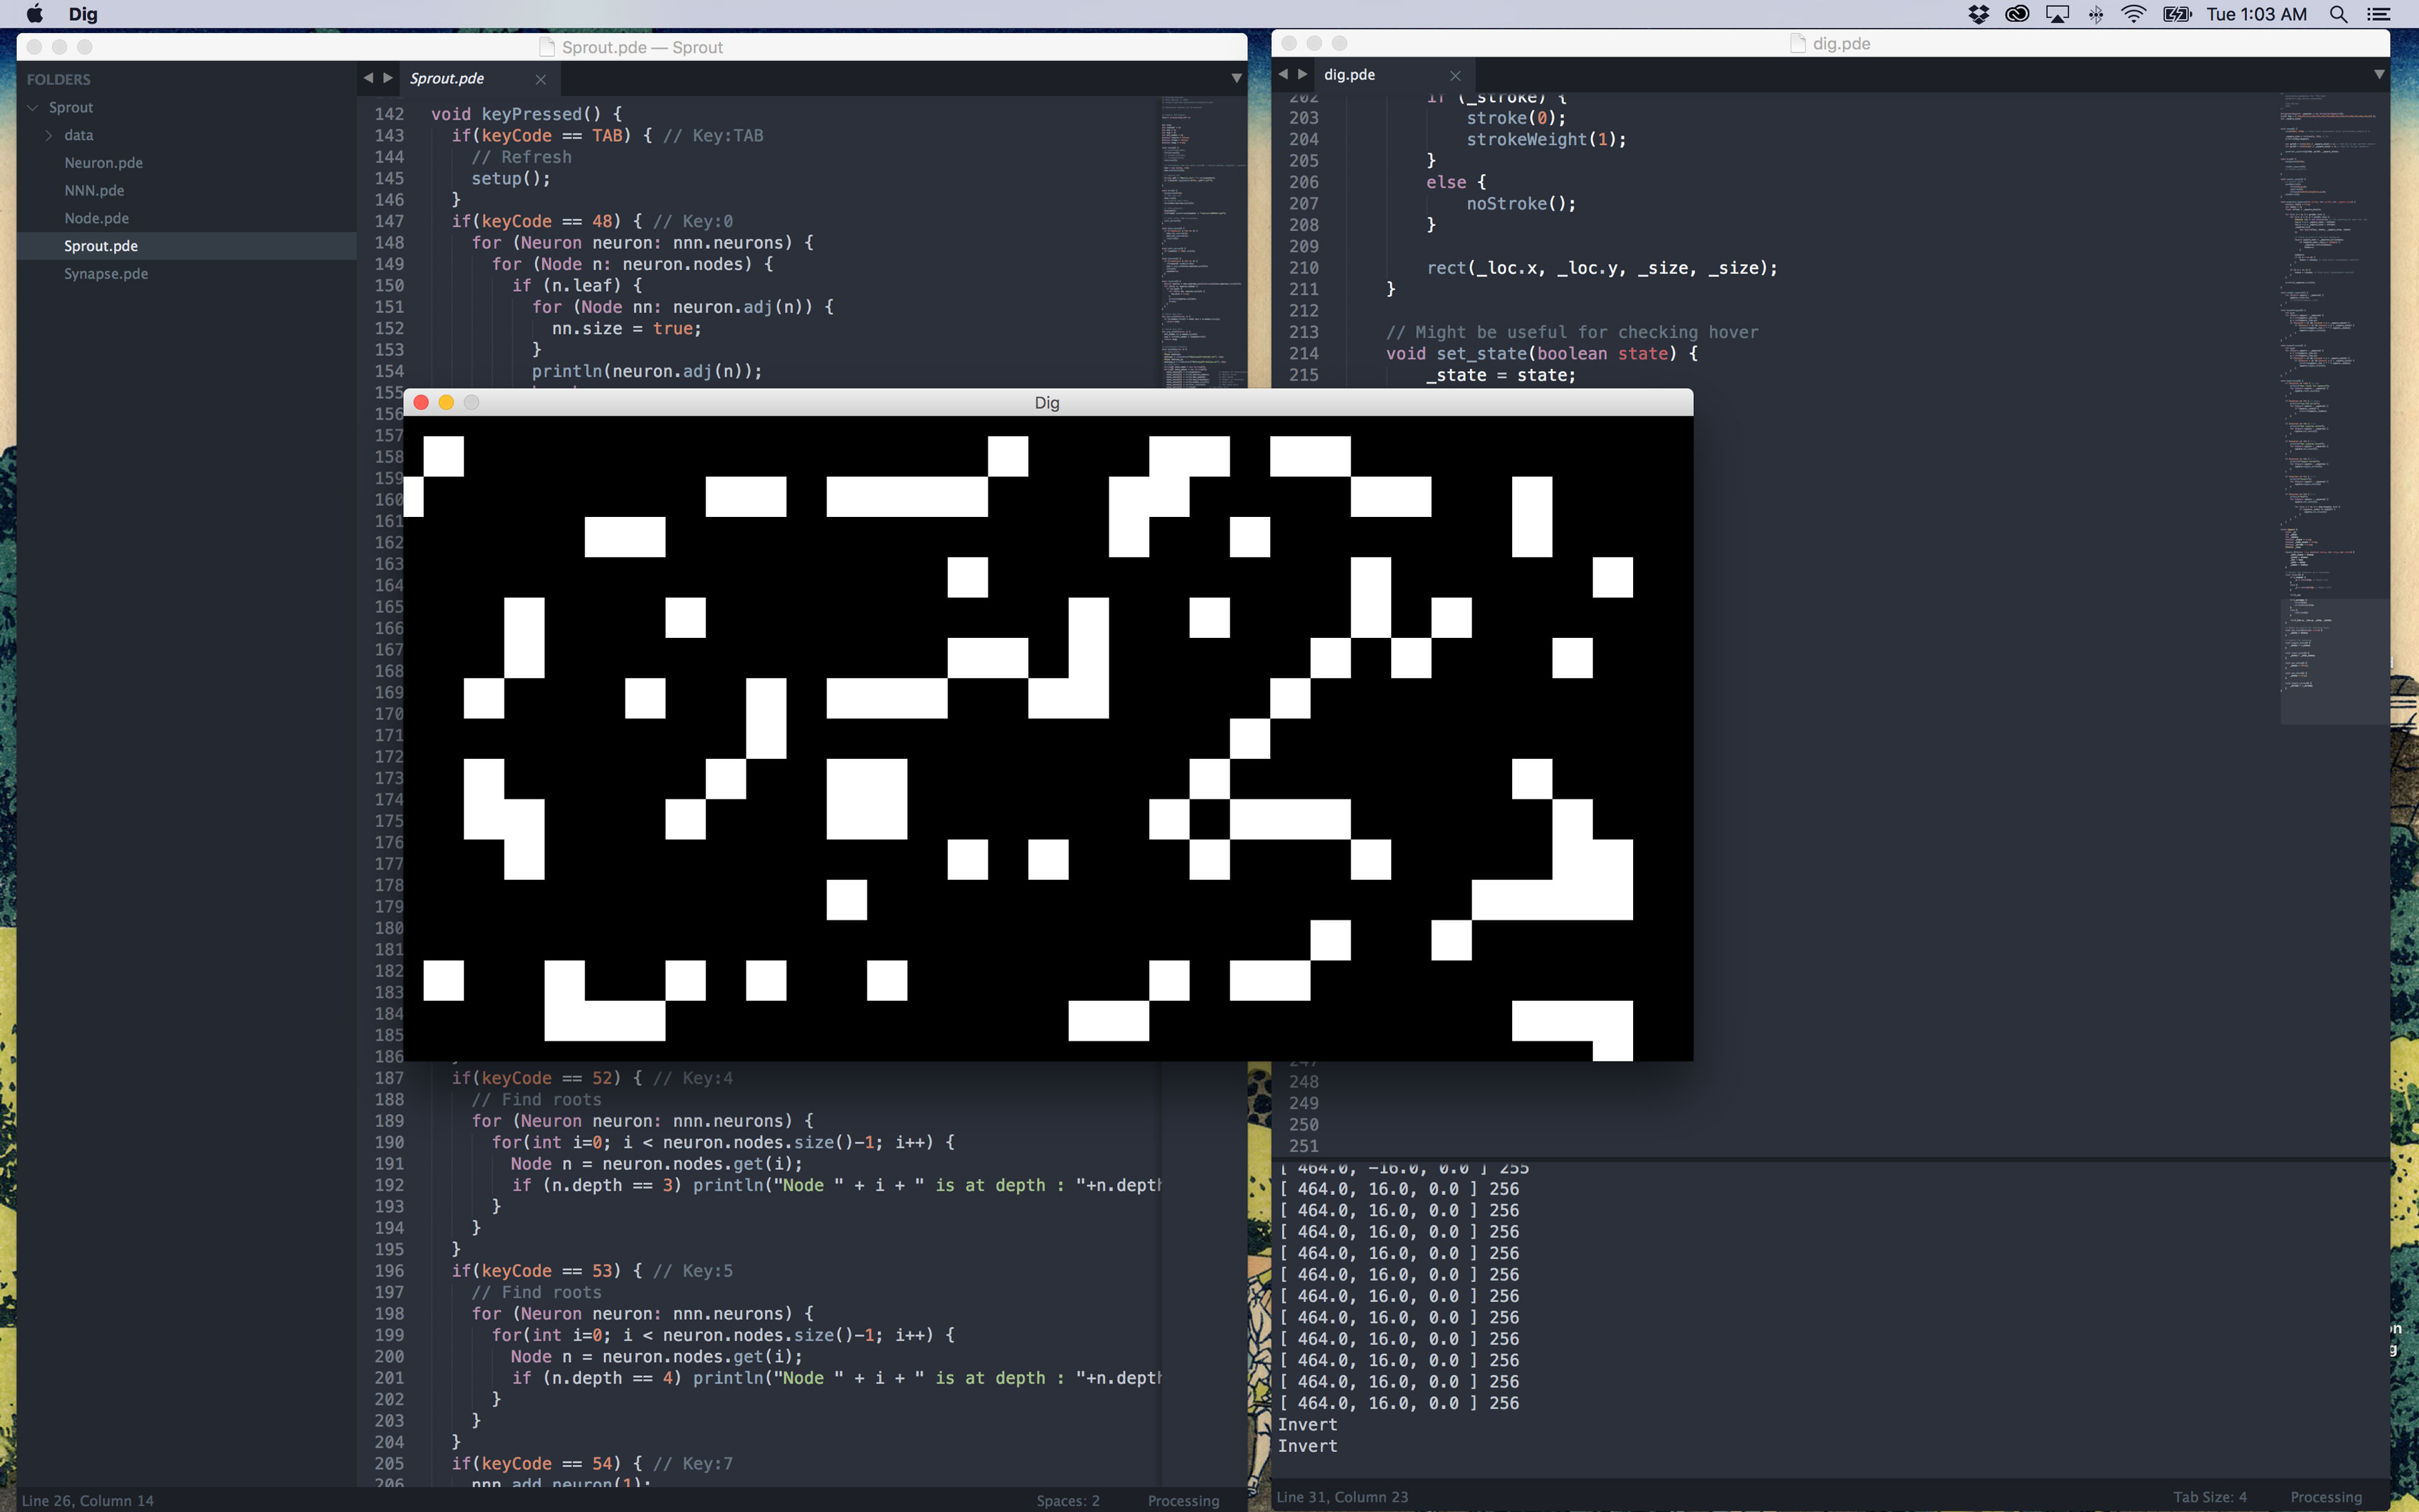 Dig
Tue 1:03 AM
Sprout.pde — Sprout
FOLDERS
Sprout
data
Neuron.pde
NNN.pde
Node.pde
Sprout.pde
Synapse.pde
Sprout.pde
142 void keyPressed() {
143 if(keyCode == TAB) { // Key:TAB
144 // Refresh
145 setup();
146 }
147 if(keyCode == 48) { // Key:0
148 for (Neuron neuron: nnn.neurons) {
149 for (Node n: neuron.nodes) {
150 if (n.leaf) {
151 for (Node nn: neuron.adj(n)) {
152 nn.size = true;
153 }
154 println(neuron.adj(n));
155
156
157
158
159
160
161
162
163
164
165
166
167
168
169
170
171
172
173
174
175
176
177
178
179
180
181
182
183
184
185
186
187 if(keyCode == 52) { // Key:4
188 // Find roots
189 for (Neuron neuron: nnn.neurons) {
190 for(int i=0; i < neuron.nodes.size()-1; i++) {
191 Node n = neuron.nodes.get(i);
192 if (n.depth == 3) println("Node " + i + " is at depth : "+n.depth
193 }
194 }
195 }
196 if(keyCode == 53) { // Key:5
197 // Find roots
198 for (Neuron neuron: nnn.neurons) {
199 for(int i=0; i < neuron.nodes.size()-1; i++) {
200 Node n = neuron.nodes.get(i);
201 if (n.depth == 4) println("Node " + i + " is at depth : "+n.depth
202 }
203 }
204 }
205 if(keyCode == 54) { // Key:7
206 nnn.add_neuron(1);
Line 26, Column 14
Spaces: 2
Processing
dig.pde
dig.pde
202 if (_stroke) {
203 stroke(0);
204 strokeWeight(1);
205 }
206 else {
207 noStroke();
208 }
209
210 rect(_loc.x, _loc.y, _size, _size);
211 }
212
213 // Might be useful for checking hover
214 void set_state(boolean state) {
215 _state = state;
Dig
247
248
249
250
251
[ 464.0, -16.0, 0.0 ] 255
[ 464.0, 16.0, 0.0 ] 256
[ 464.0, 16.0, 0.0 ] 256
[ 464.0, 16.0, 0.0 ] 256
[ 464.0, 16.0, 0.0 ] 256
[ 464.0, 16.0, 0.0 ] 256
[ 464.0, 16.0, 0.0 ] 256
[ 464.0, 16.0, 0.0 ] 256
[ 464.0, 16.0, 0.0 ] 256
[ 464.0, 16.0, 0.0 ] 256
[ 464.0, 16.0, 0.0 ] 256
[ 464.0, 16.0, 0.0 ] 256
Invert
Invert
Line 31, Column 23
Tab Size: 4
Processing